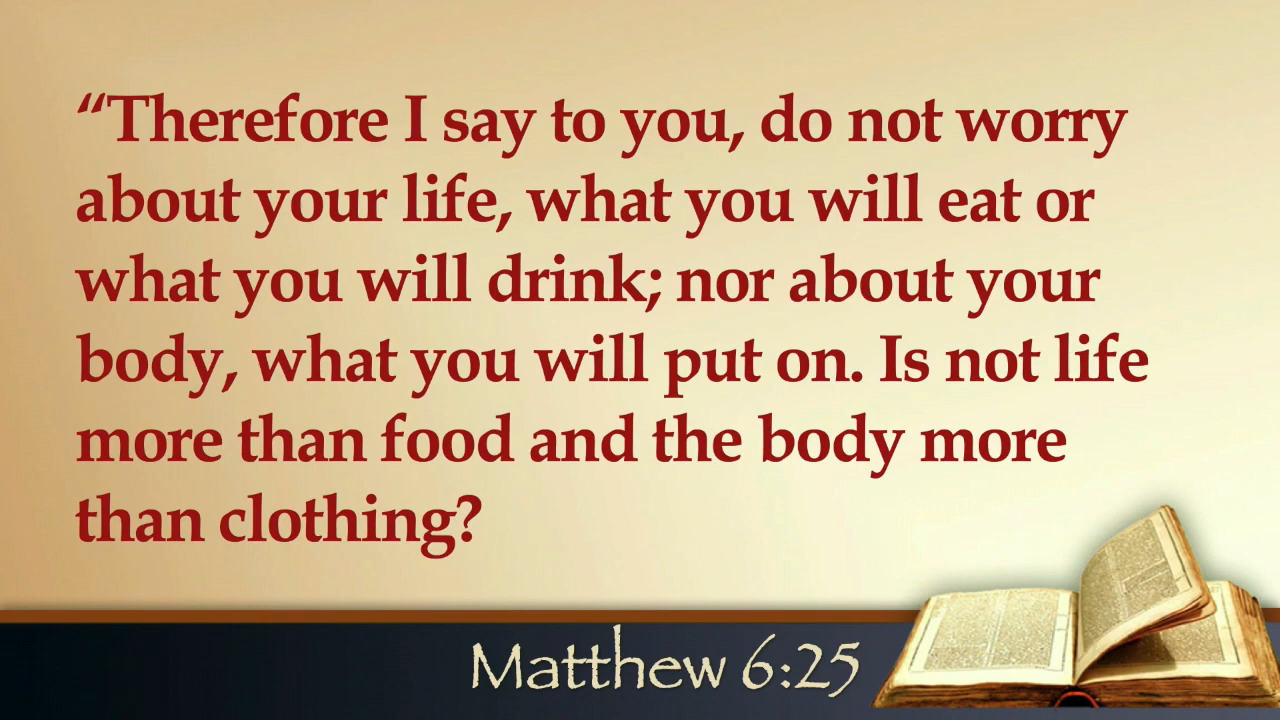 “Therefore I say to you, do not worry
about your life, what you will eat or
what you will drink; nor about your
body, what you will put on. Is not life
more than food and the body more
than clothing?
Matthew 6:25